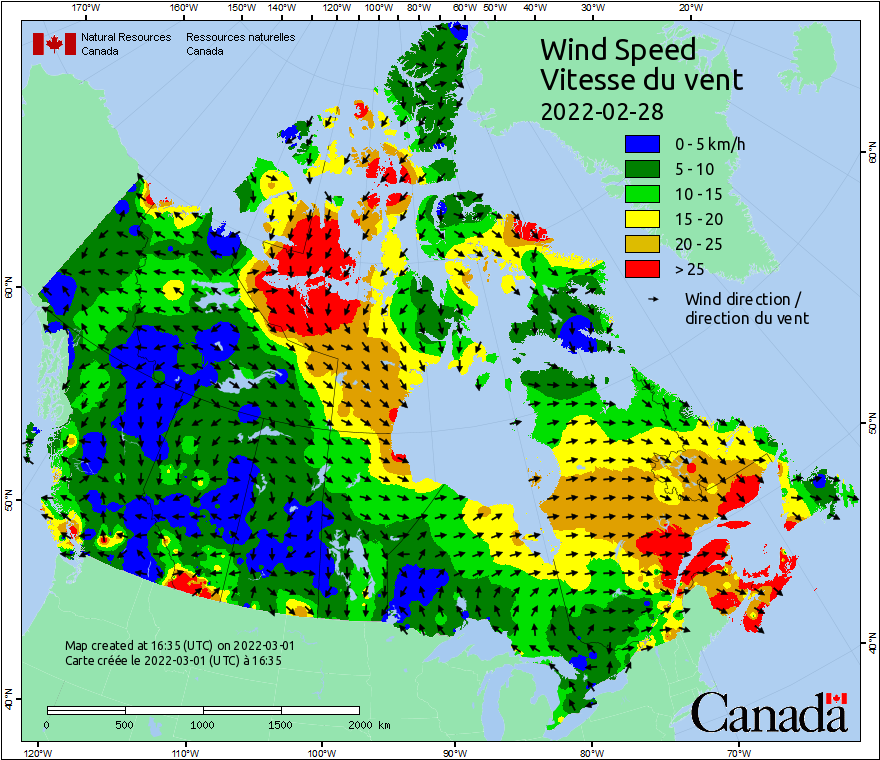 170°W 160°W 150°W 140°W 130°W 120°W 110°W 100°W 90°W 80°W 70°W 60°W 50°W 40°W 30°W 20°W
Natural Resources Canada
Ressources naturelles Canada
Wind Speed
Vitesse du vent
2022-02-28
0 - 5 km/h
5 - 10
10 - 15
15 - 20
20 - 25
> 25
Wind direction /
direction du vent
60°N
50°N
40°N
60°N
50°N
40°N
Map created at 16:35 (UTC) on 2022-03-01
Carte créée le 2022-03-01 (UTC) à 16:35
0 500 1000 1500 2000 km
Canada
120°W 110°W 100°W 90°W 80°W 70°W